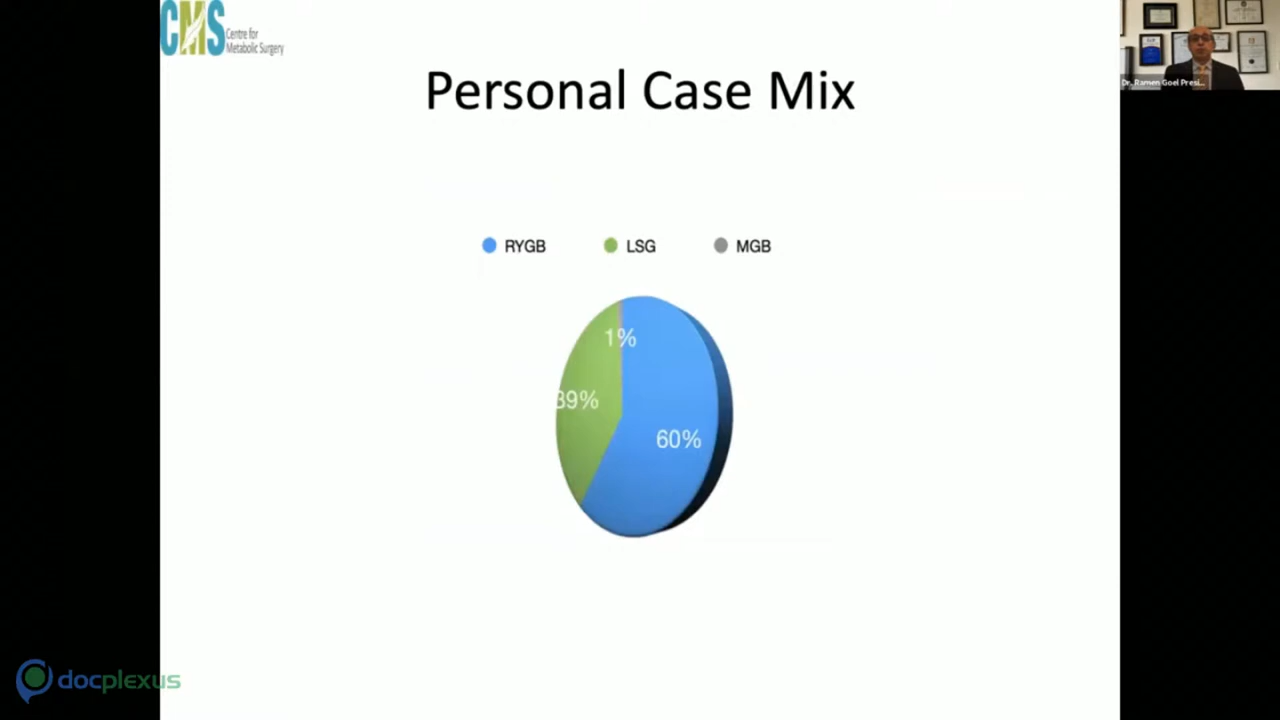 CMS Centre for
Metabolic Surgery
Dr. Ramen Goel Presi...
Personal Case Mix
RYGB LSG MGB
1%
39%
60%
docplexus